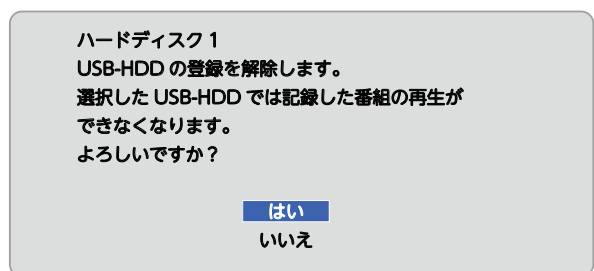 ハードディスク 1
USB-HDD の登録を解除します。
選択した USB-HDD では記録した番組の再生が
できなくなります。
よろしいですか？
はい
いいえ